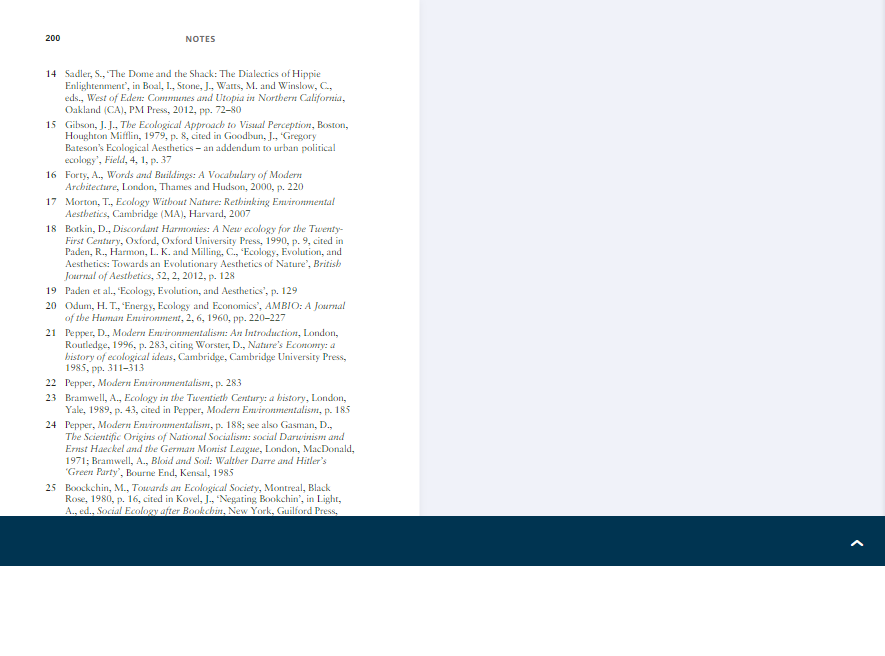 200 NOTES
14 Sadler, S., ‘The Dome and the Shack: The Dialectics of Hippie
Enlightenment’, in Boal, I., Stone, J., Watts, M. and Winslow, C.,
eds., West of Eden: Communes and Utopia in Northern California,
Oakland (CA), PM Press, 2012, pp. 72–80
15 Gibson, J. J., The Ecological Approach to Visual Perception, Boston,
Houghton Mifflin, 1979, p. 8, cited in Goodbun, J., ‘Gregory
Bateson’s Ecological Aesthetics – an addendum to urban political
ecology’, Field, 4, 1, p. 37
16 Forty, A., Words and Buildings: A Vocabulary of Modern
Architecture, London, Thames and Hudson, 2000, p. 220
17 Morton, T., Ecology Without Nature: Rethinking Environmental
Aesthetics, Cambridge (MA), Harvard, 2007
18 Botkin, D., Discordant Harmonies: A New ecology for the Twenty-
First Century, Oxford, Oxford University Press, 1990, p. 9, cited in
Paden, R., Harmon, L. K. and Milling, C., ‘Ecology, Evolution, and
Aesthetics: Towards an Evolutionary Aesthetics of Nature’, British
Journal of Aesthetics, 52, 2, 2012, p. 128
19 Paden et al., ‘Ecology, Evolution, and Aesthetics’, p. 129
20 Odum, H. T., ‘Energy, Ecology and Economics’, AMBIO: A Journal
of the Human Environment, 2, 6, 1960, pp. 220–227
21 Pepper, D., Modern Environmentalism: An Introduction, London,
Routledge, 1996, p. 283, citing Worster, D., Nature’s Economy: a
history of ecological ideas, Cambridge, Cambridge University Press,
1985, pp. 311–313
22 Pepper, Modern Environmentalism, p. 283
23 Bramwell, A., Ecology in the Twentieth Century: a history, London,
Yale, 1989, p. 43, cited in Pepper, Modern Environmentalism, p. 185
24 Pepper, Modern Environmentalism, p. 188; see also Gasman, D.,
The Scientific Origins of National Socialism: social Darwinism and
Ernst Haeckel and the German Monist League, London, MacDonald,
1971; Bramwell, A., Bloid and Soil: Walther Darre and Hitler’s
‘Green Party’, Bourne End, Kensal, 1985
25 Boockchin, M., Towards an Ecological Society, Montreal, Black
Rose, 1980, p. 16, cited in Kovel, J., ‘Negating Bookchin’, in Light,
A., ed., Social Ecology after Bookchin, New York, Guilford Press,